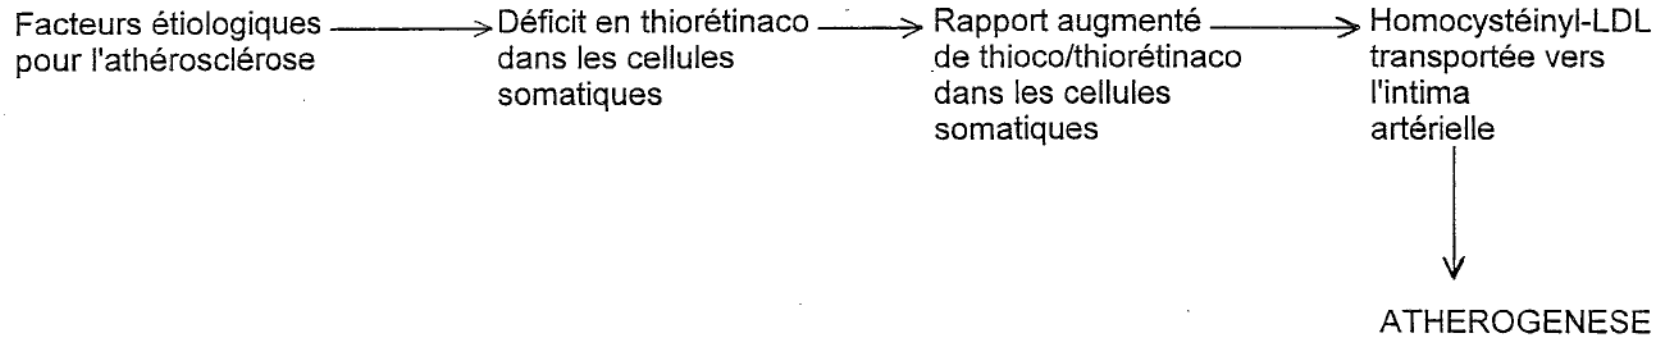 Facteurs étiologiques
pour l'athérosclérose
Déficit en thiorétinaco
dans les cellules
somatiques
Rapport augmenté
de thioco/thiorétinaco
dans les cellules
somatiques
Homocystéinyl-LDL
transportée vers
l'intima
artérielle
ATHEROGENESE